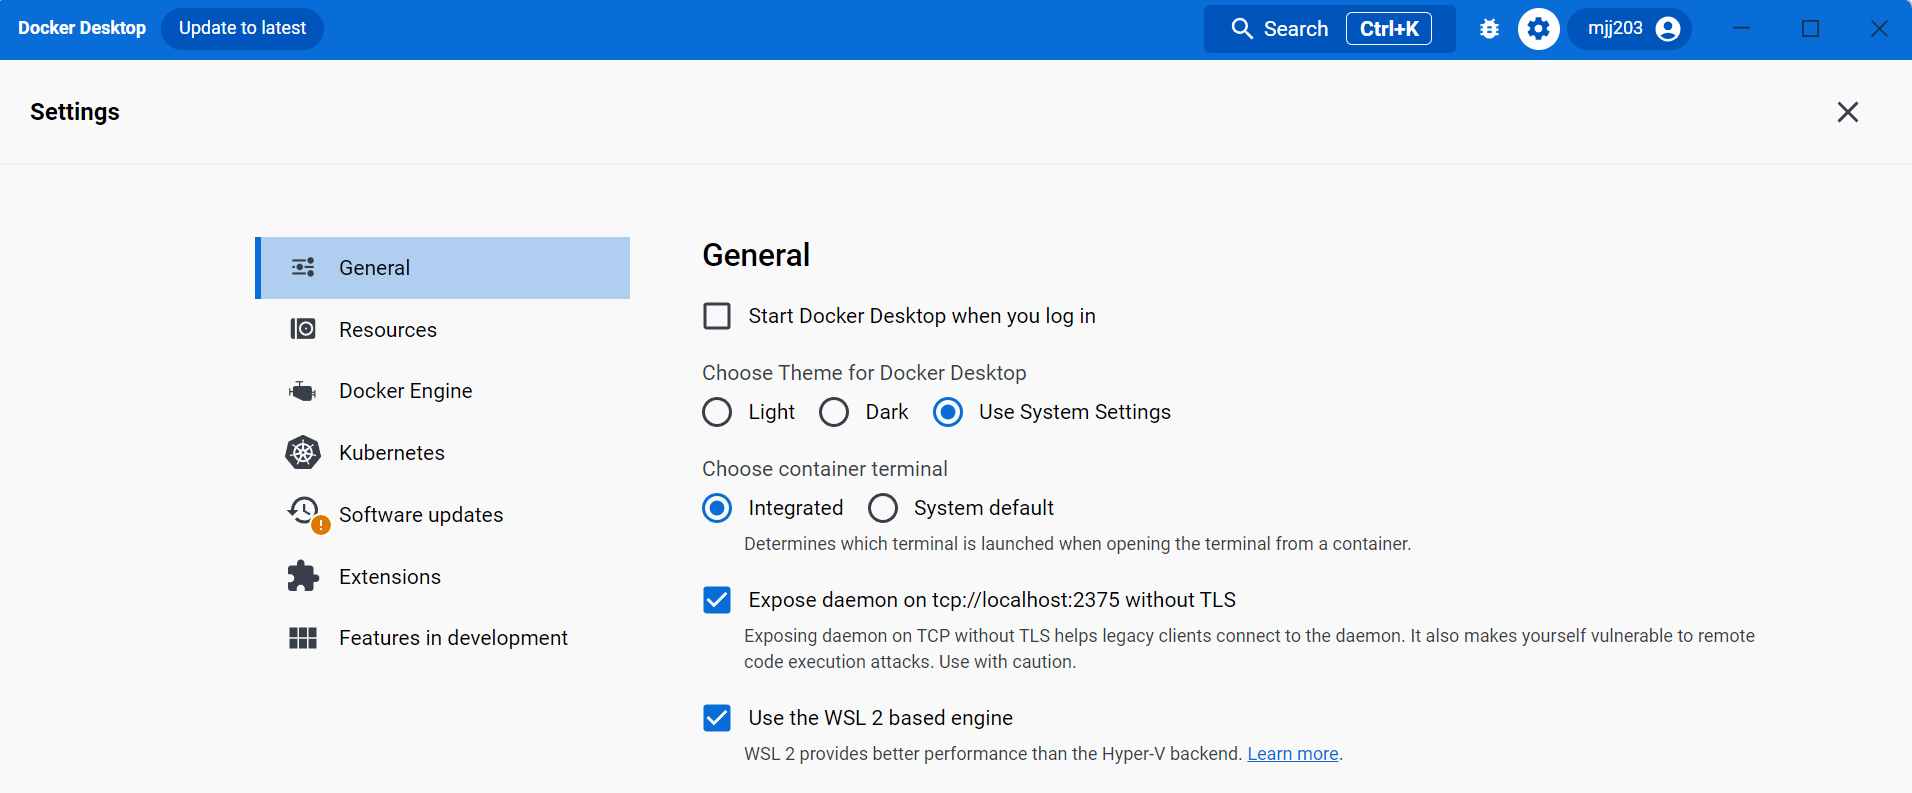 Docker Desktop Update to latest Search Ctrl+K mjj203
Settings
General
Resources
Docker Engine
Kubernetes
Software updates
Extensions
Features in development
General
Start Docker Desktop when you log in
Choose Theme for Docker Desktop
Light Dark Use System Settings
Choose container terminal
Integrated System default
Determines which terminal is launched when opening the terminal from a container.
Expose daemon on tcp://localhost:2375 without TLS
Exposing daemon on TCP without TLS helps legacy clients connect to the daemon. It also makes yourself vulnerable to remote
code execution attacks. Use with caution.
Use the WSL 2 based engine
WSL 2 provides better performance than the Hyper-V backend. Learn more.